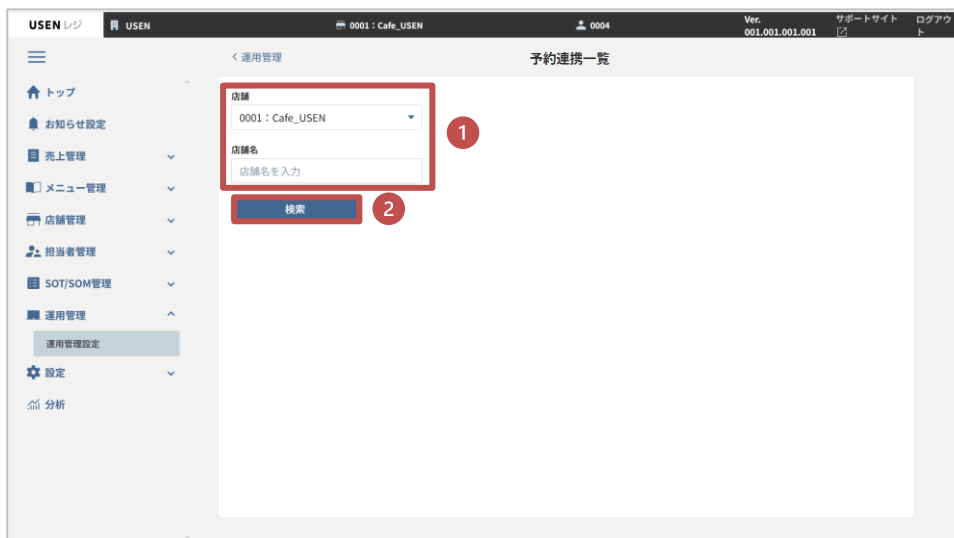 USEN レジ
USEN
0001：Cafe_USEN
0004
Ver.
001.001.001.001
サポートサイト
ログアウ
ト
運用管理
予約連携一覧
トップ
お知らせ設定
売上管理
メニュー管理
店舗管理
担当者管理
SOT/SOM管理
運用管理
運用管理設定
設定
分析
店舗
0001：Cafe_USEN
1
店舗名
店舗名を入力
検索
2